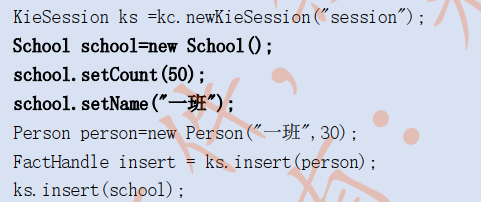 KieSession ks =kc.newKieSession("session");
School school=new School();
school.setCount(50);
school.setName("一班");
Person person=new Person("一班",30);
FactHandle insert = ks.insert(person);
ks.insert(school);